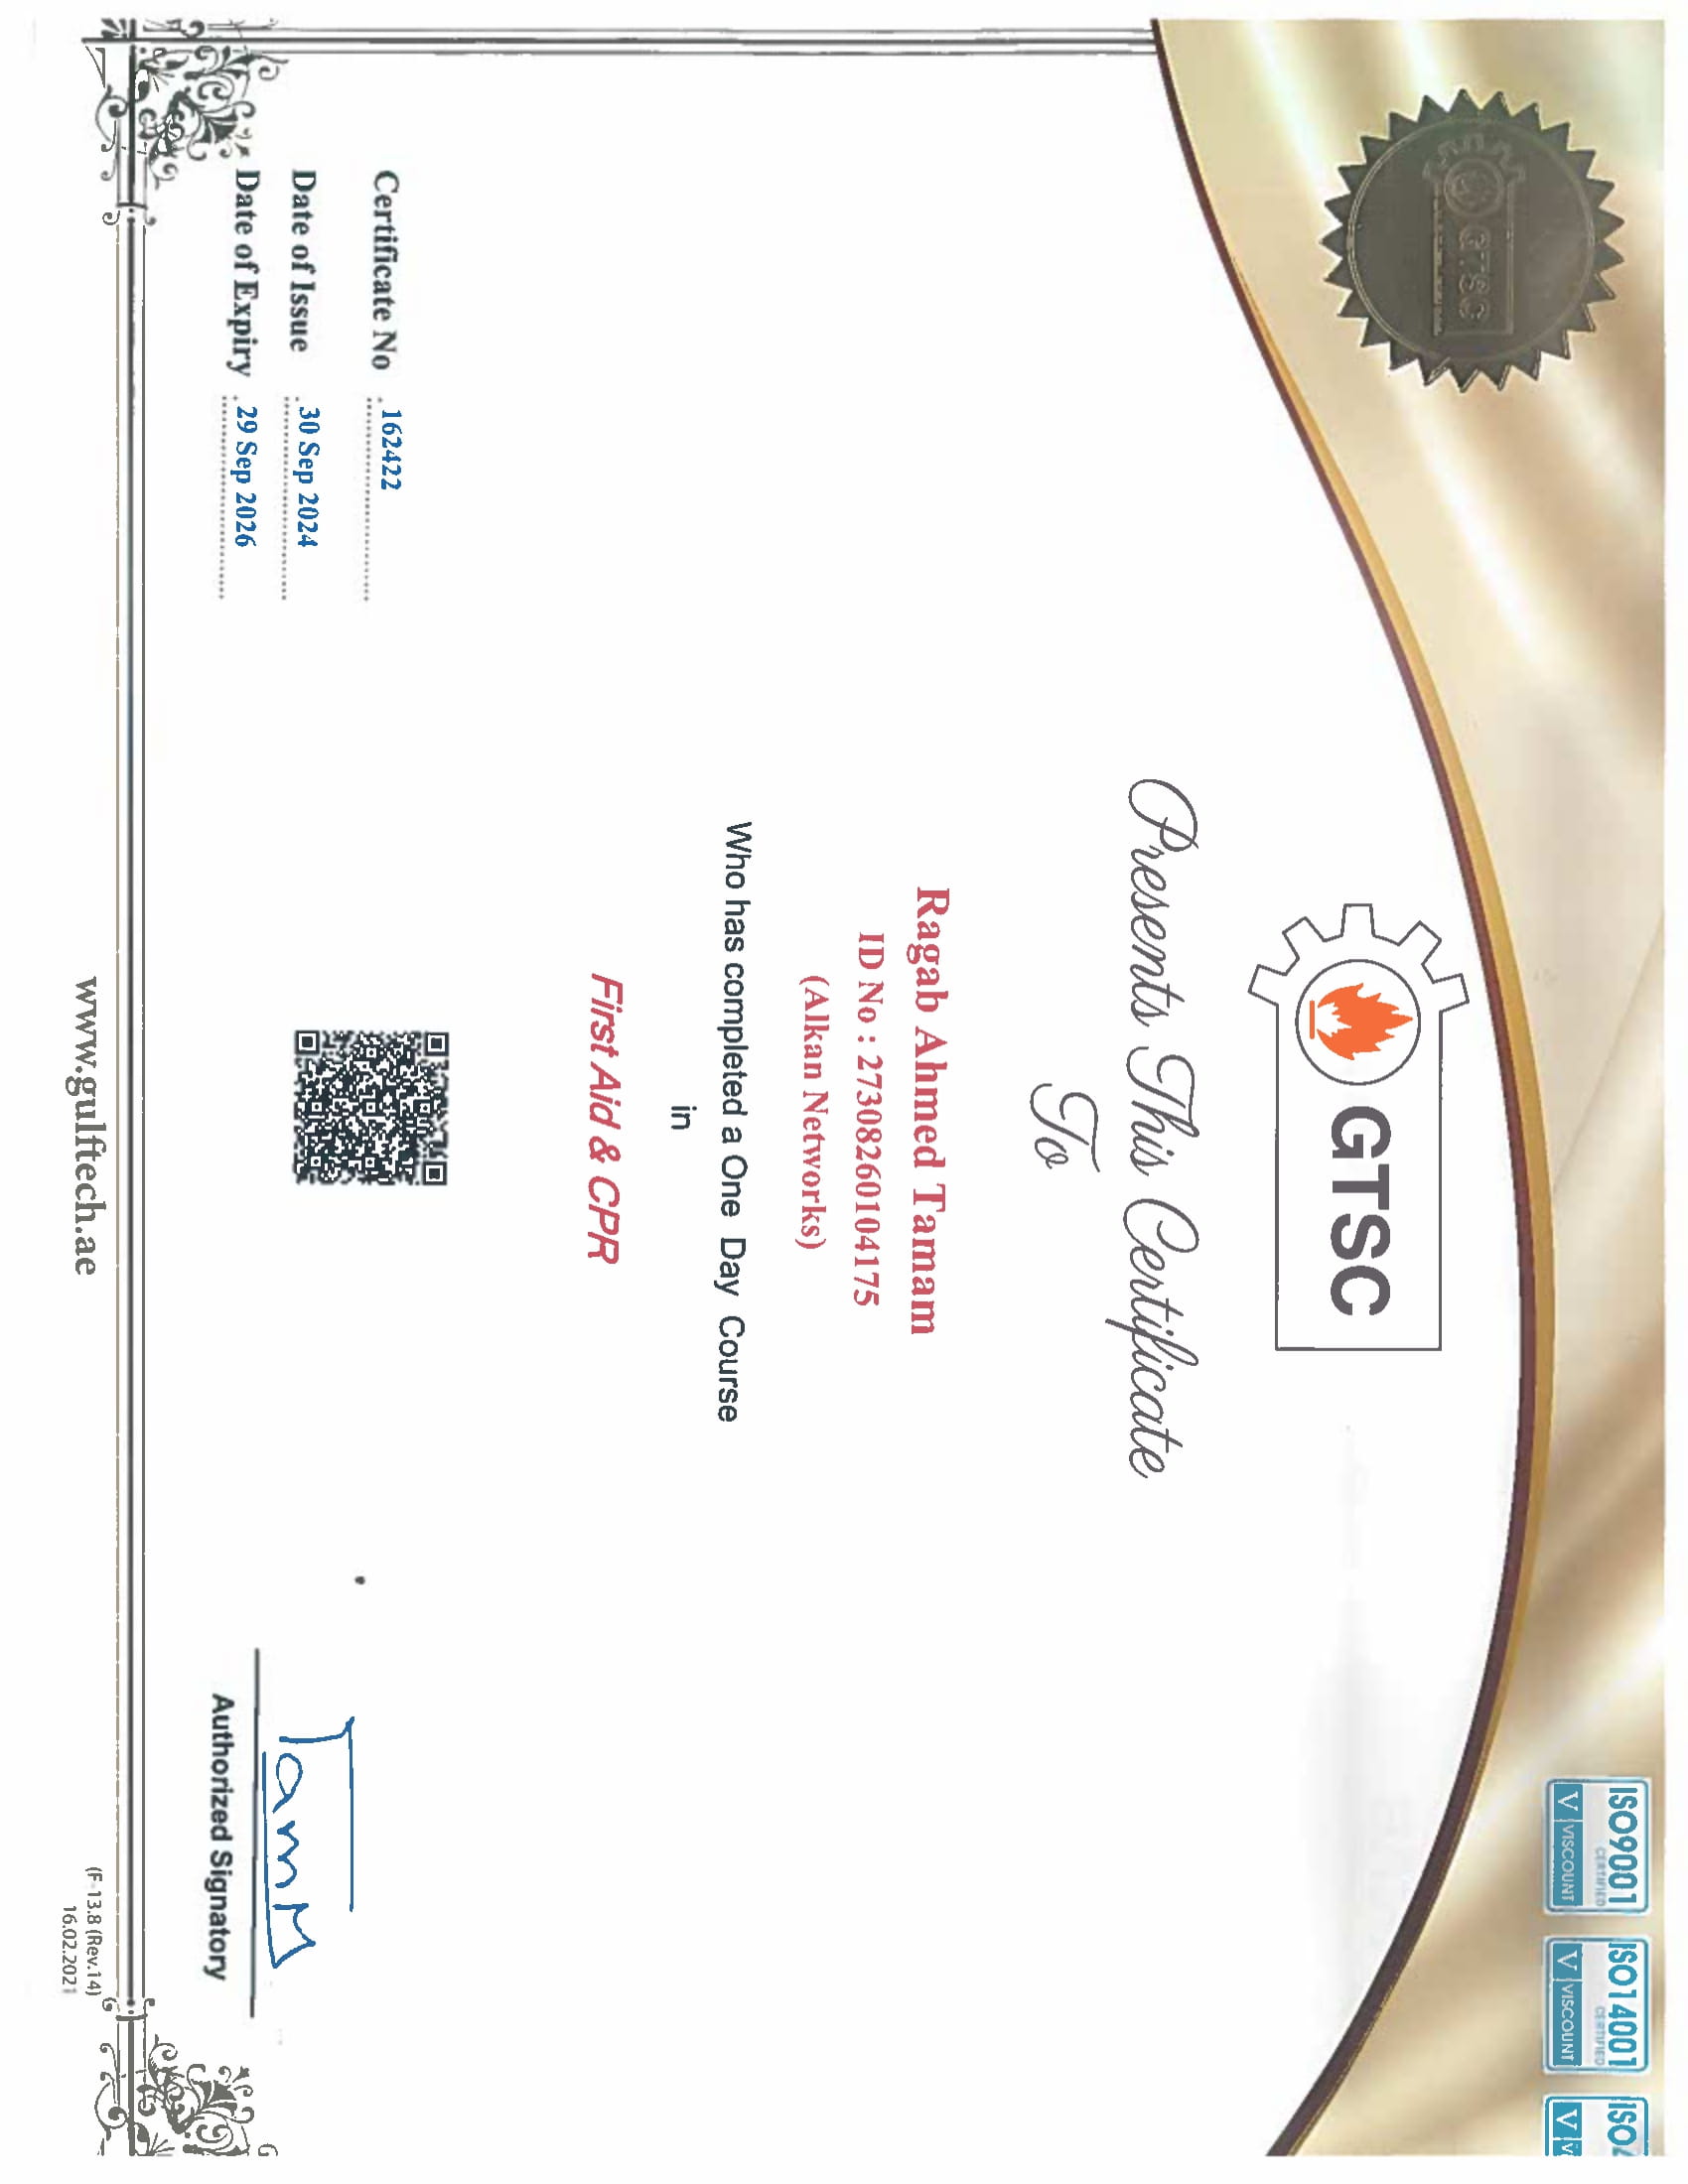 ISO9001
CERTIFIED
V VISCOUNT
ISO14001
CERTIFIED
V VISCOUNT
ISO
V
GTSC
GTSC
Presents This Certificate
To
Ragab Ahmed Tamam
ID No : 27308260104175
(Alkan Networks)
Who has completed a One Day Course
in
First Aid & CPR
Certificate No 162422
Date of Issue 30 Sep 2024
Date of Expiry 29 Sep 2026
Tamm
Authorized Signatory
www.gulftech.ae
(F-13.8 (Rev.14)
16.02.2021